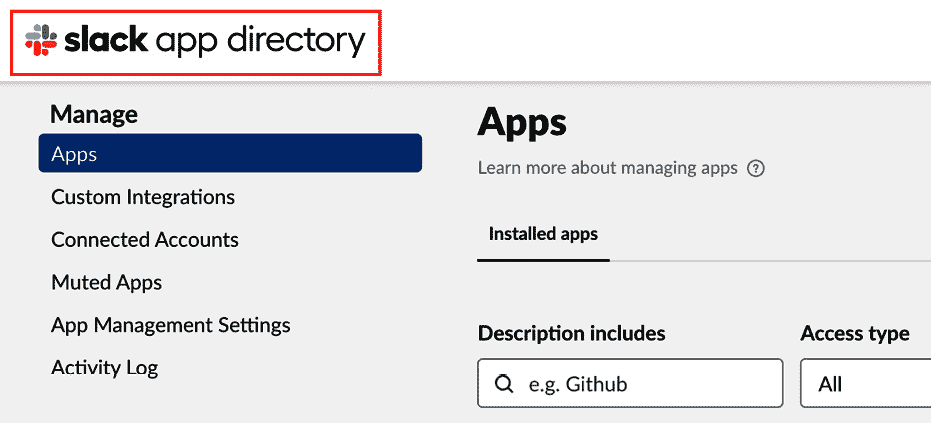 slack app directory
Manage
Apps
Custom Integrations
Connected Accounts
Muted Apps
App Management Settings
Activity Log
Apps
Learn more about managing apps ?
Installed apps
Description includes
e.g. Github
Access type
All